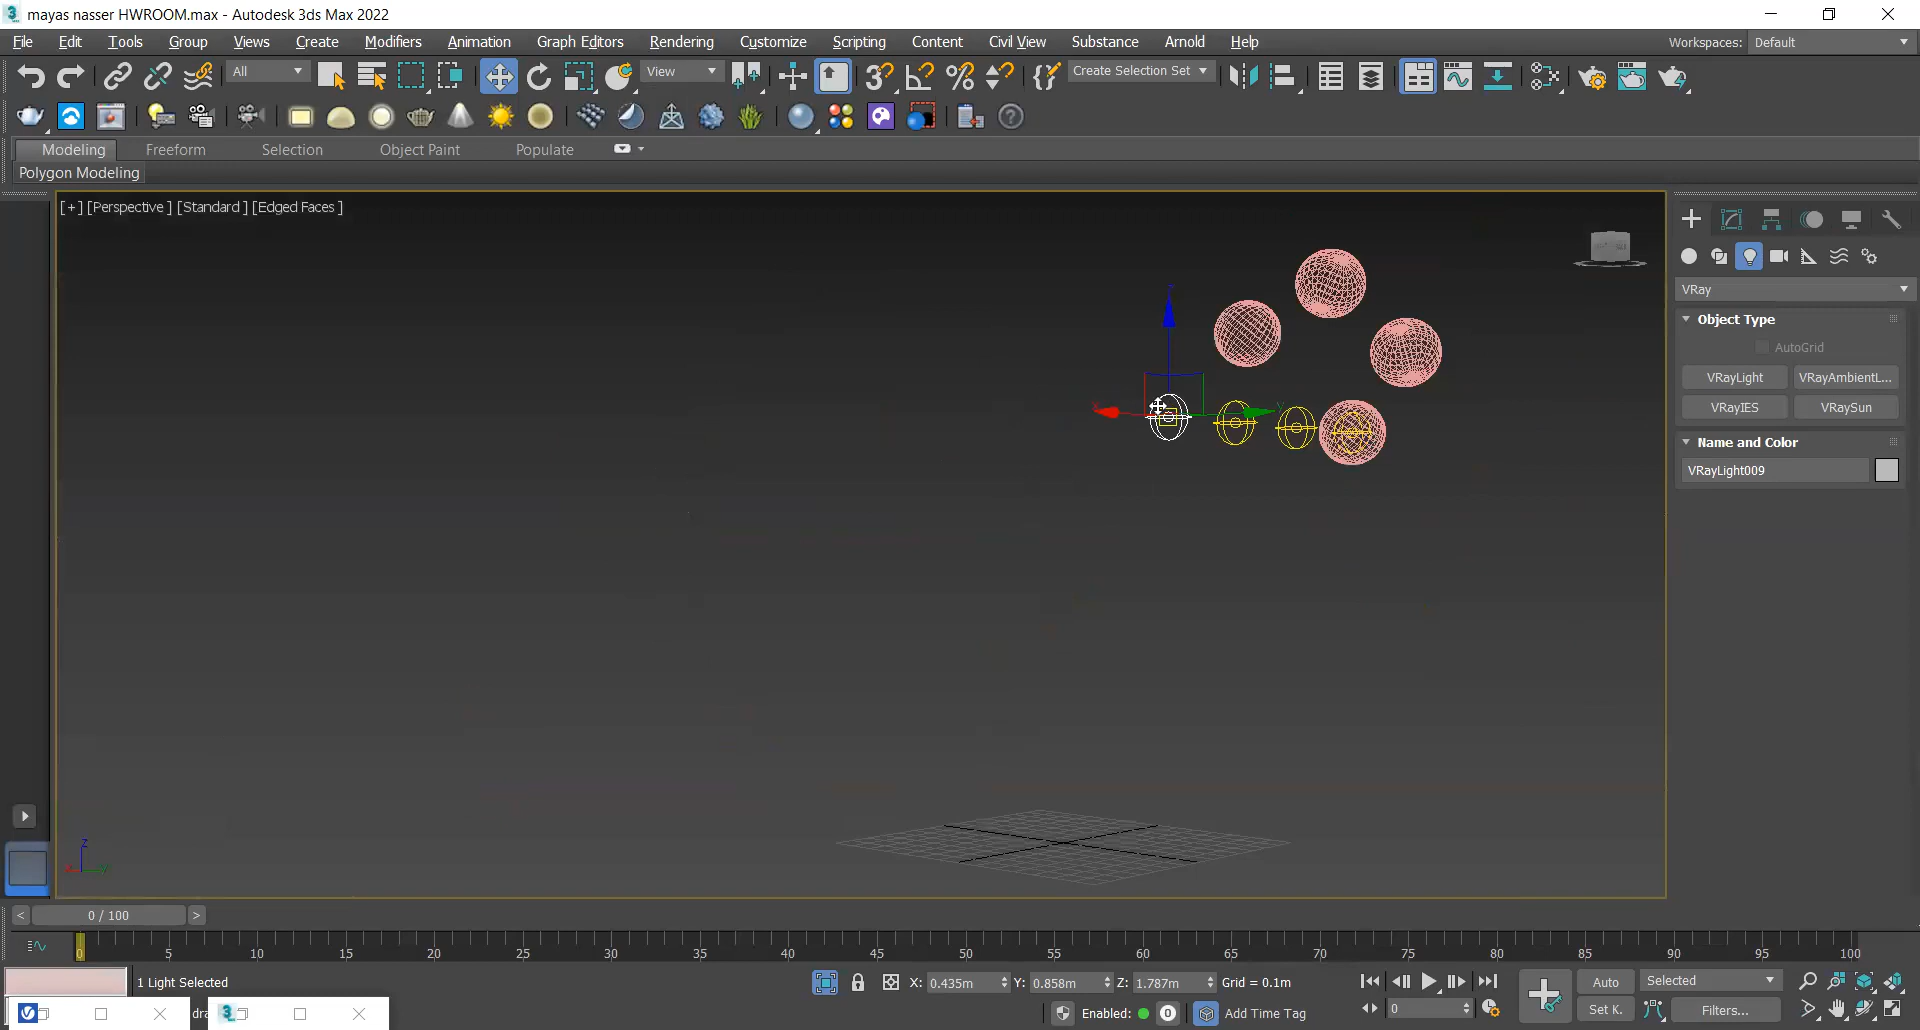 mayas nasser HWROOM.max - Autodesk 3ds Max 2022
File Edit Tools Group Views Create Modifiers Animation Graph Editors Rendering Customize Scripting Content Civil View Substance Arnold Help Workspaces: Default
All View Create Selection Set
Modeling Freeform Selection Object Paint Populate
Polygon Modeling
[+] [Perspective ] [Standard ] [Edged Faces ]
VRay
Object Type
AutoGrid
VRayLight VRayAmbientL...
VRayIES VRaySun
Name and Color
VRayLight009
0 / 100
0 5 10 15 20 25 30 35 40 45 50 55 60 65 70 75 80 85 90 95 100
1 Light Selected X: 0.435m Y: 0.858m Z: 1.787m Grid = 0.1m Auto Selected
dra Enabled: 0 Add Time Tag 0 Set K. Filters...